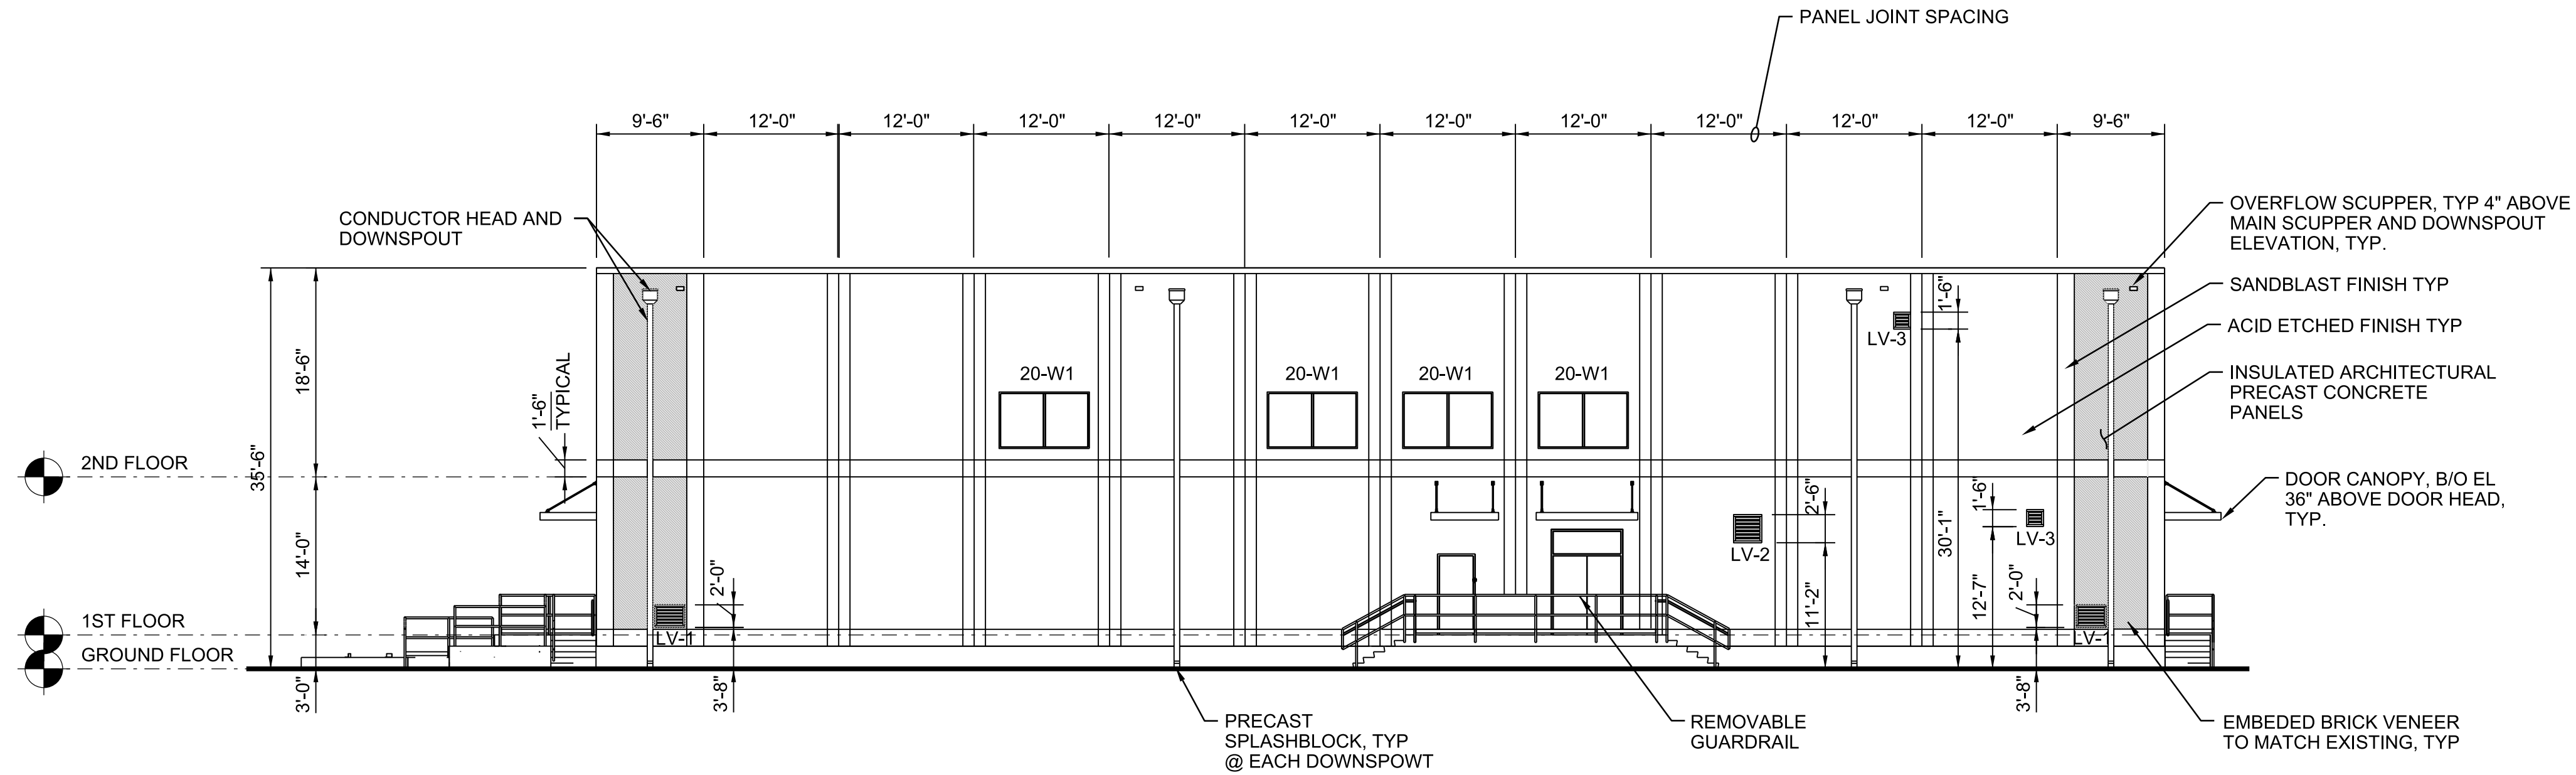 PANEL JOINT SPACING
9'-6" 12'-0" 12'-0" 12'-0" 12'-0" 12'-0" 12'-0" 12'-0" 12'-0" 12'-0" 12'-0" 9'-6"
CONDUCTOR HEAD AND
DOWNSPOUT
OVERFLOW SCUPPER, TYP 4" ABOVE
MAIN SCUPPER AND DOWNSPOUT
ELEVATION, TYP.
SANDBLAST FINISH TYP
ACID ETCHED FINISH TYP
INSULATED ARCHITECTURAL
PRECAST CONCRETE
PANELS
DOOR CANOPY, B/O EL
36" ABOVE DOOR HEAD,
TYP.
EMBEDED BRICK VENEER
TO MATCH EXISTING, TYP
35'-6"
18'-6"
14'-0"
3'-0"
1'-6"
TYPICAL
2ND FLOOR
1ST FLOOR
GROUND FLOOR
20-W1
20-W1
20-W1
20-W1
LV-1
2'-0"
3'-8"
LV-2
2'-6"
11'-2"
LV-3
1'-6"
30'-1"
LV-3
1'-6"
12'-7"
LV-1
2'-0"
3'-8"
PRECAST
SPLASHBLOCK, TYP
@ EACH DOWNSPOWT
REMOVABLE
GUARDRAIL